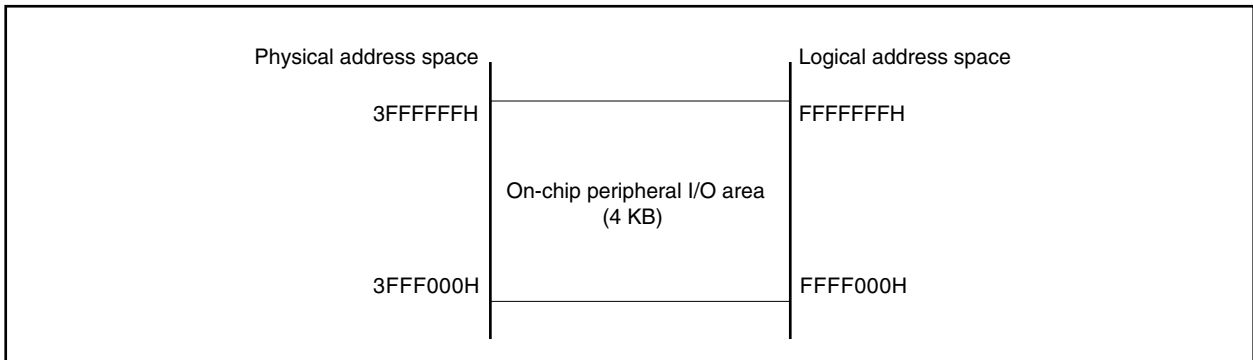 Physical address space
Logical address space
3FFFFFFH
FFFFFFFH
On-chip peripheral I/O area
(4 KB)
3FFF000H
FFFF000H